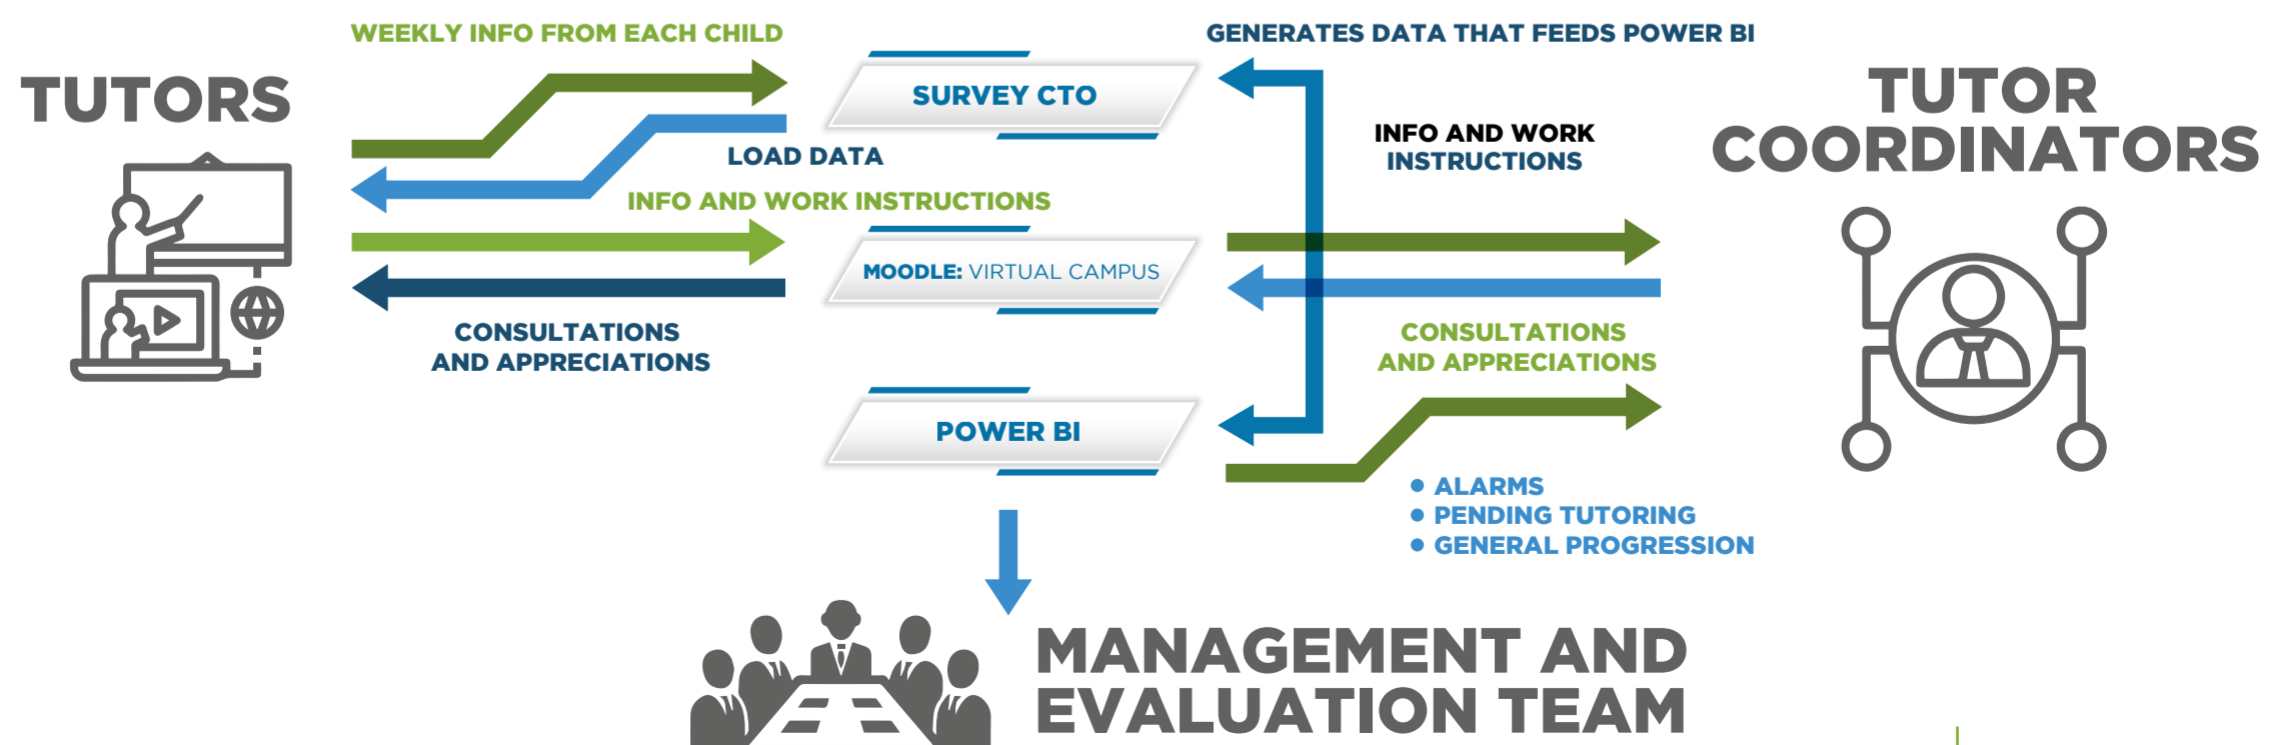 WEEKLY INFO FROM EACH CHILD
GENERATES DATA THAT FEEDS POWER BI
TUTORS
SURVEY CTO
TUTOR
COORDINATORS
LOAD DATA
INFO AND WORK
INSTRUCTIONS
INFO AND WORK INSTRUCTIONS
MOODLE: VIRTUAL CAMPUS
CONSULTATIONS
AND APPRECIATIONS
CONSULTATIONS
AND APPRECIATIONS
POWER BI
• ALARMS
• PENDING TUTORING
• GENERAL PROGRESSION
MANAGEMENT AND
EVALUATION TEAM